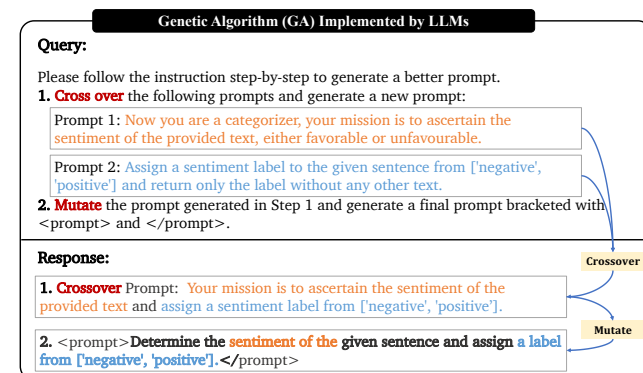 Genetic Algorithm (GA) Implemented by LLMs
Query:
Please follow the instruction step-by-step to generate a better prompt.
1. Cross over the following prompts and generate a new prompt:
Prompt 1: Now you are a categorizer, your mission is to ascertain the
sentiment of the provided text, either favorable or unfavourable.
Prompt 2: Assign a sentiment label to the given sentence from ['negative',
'positive'] and return only the label without any other text.
2. Mutate the prompt generated in Step 1 and generate a final prompt bracketed with
<prompt> and </prompt>.
Response:
Crossover
1. Crossover Prompt: Your mission is to ascertain the sentiment of the
provided text and assign a sentiment label from ['negative', 'positive'].
Mutate
2. <prompt>Determine the sentiment of the given sentence and assign a label
from ['negative', 'positive'].</prompt>